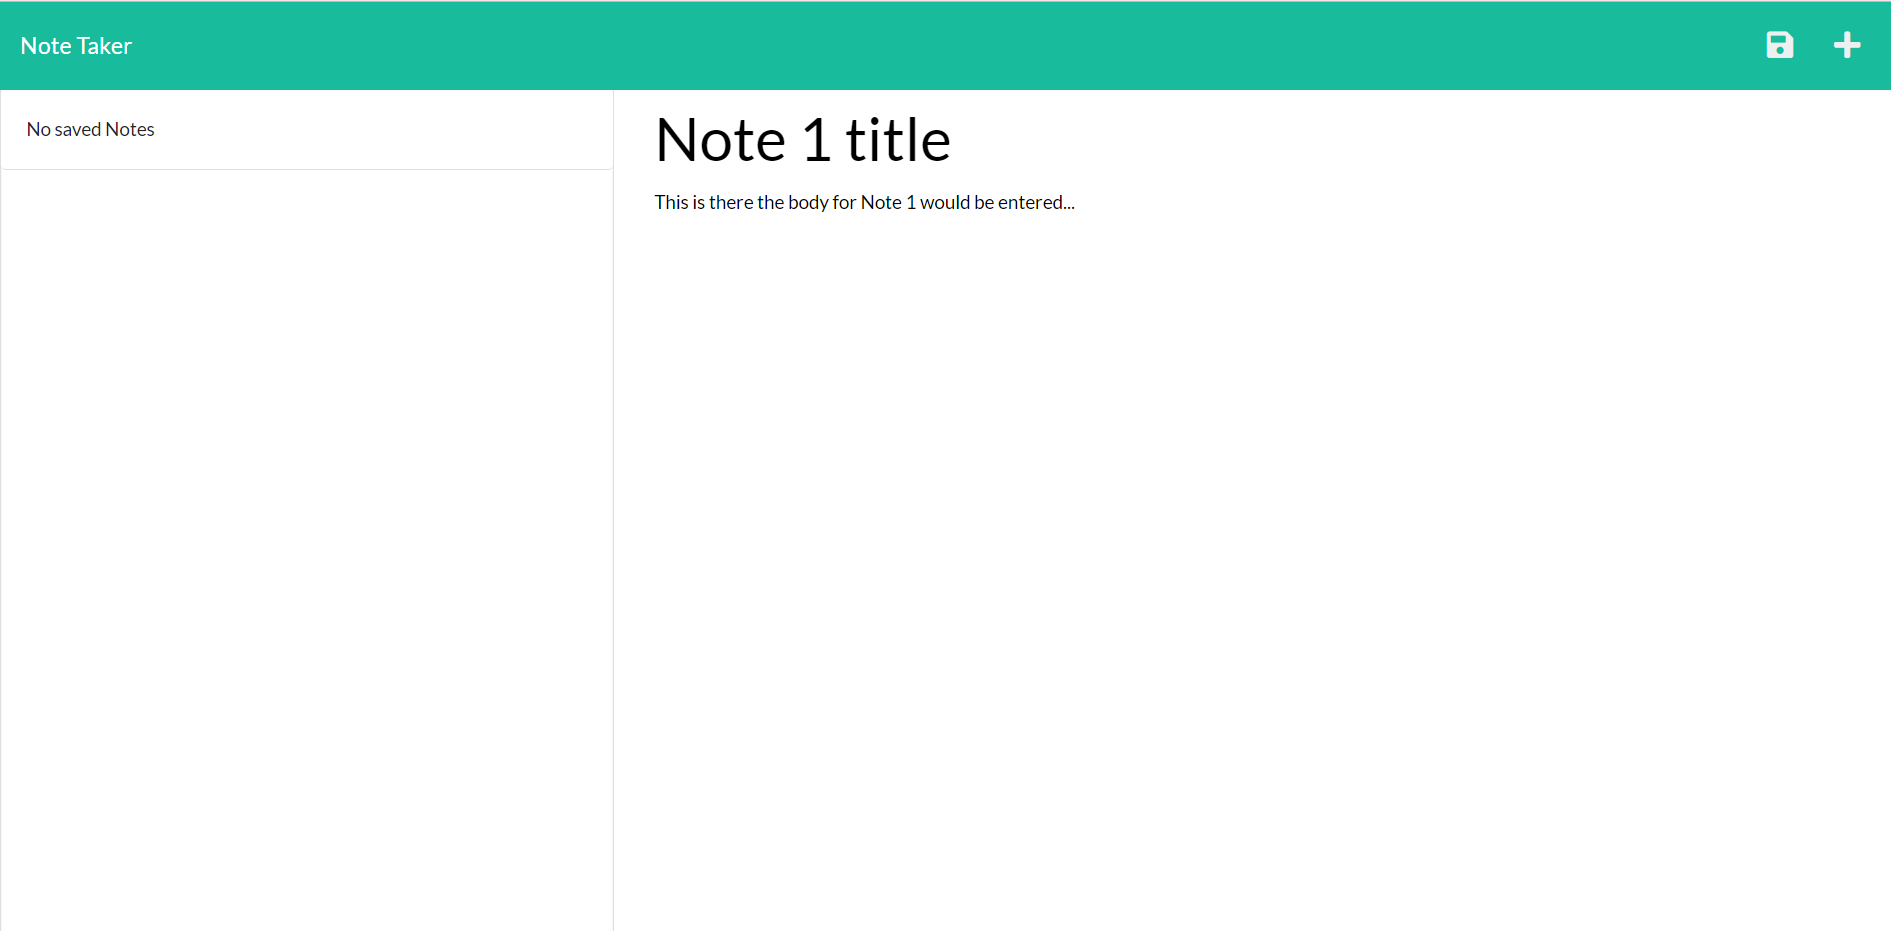 Note Taker
No saved Notes
Note 1 title
This is there the body for Note 1 would be entered...